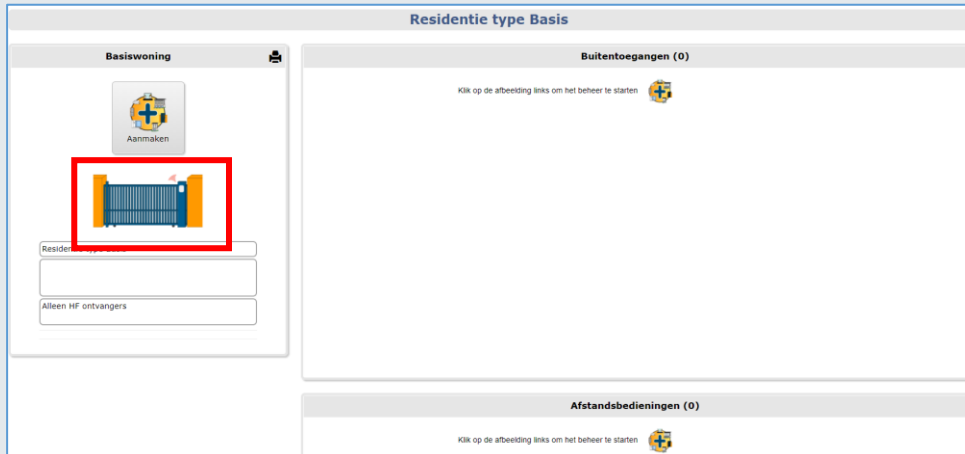 Residentie type Basis
Basiswoning
Aanmaken
Alleen HF ontvangers
Buitentoegangen (0)
Klik op de afbeelding links om het beheer te starten
Afstandsbedieningen (0)
Klik op de afbeelding links om het beheer te starten